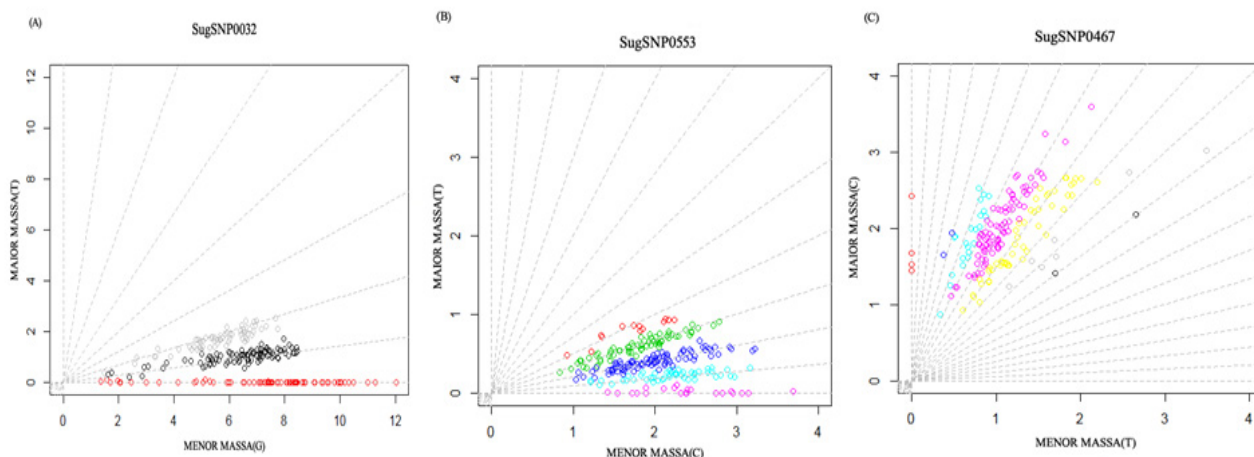 (A)
SugSNP0032
MAIOR MASSA(T)
12
10
8
6
4
2
0
0 2 4 6 8 10 12
MENOR MASSA(G)
(B)
SugSNP0553
MAIOR MASSA(T)
4
3
2
1
0
0 1 2 3 4
MENOR MASSA(C)
(C)
SugSNP0467
MAIOR MASSA(C)
4
3
2
1
0
0 1 2 3 4
MENOR MASSA(T)